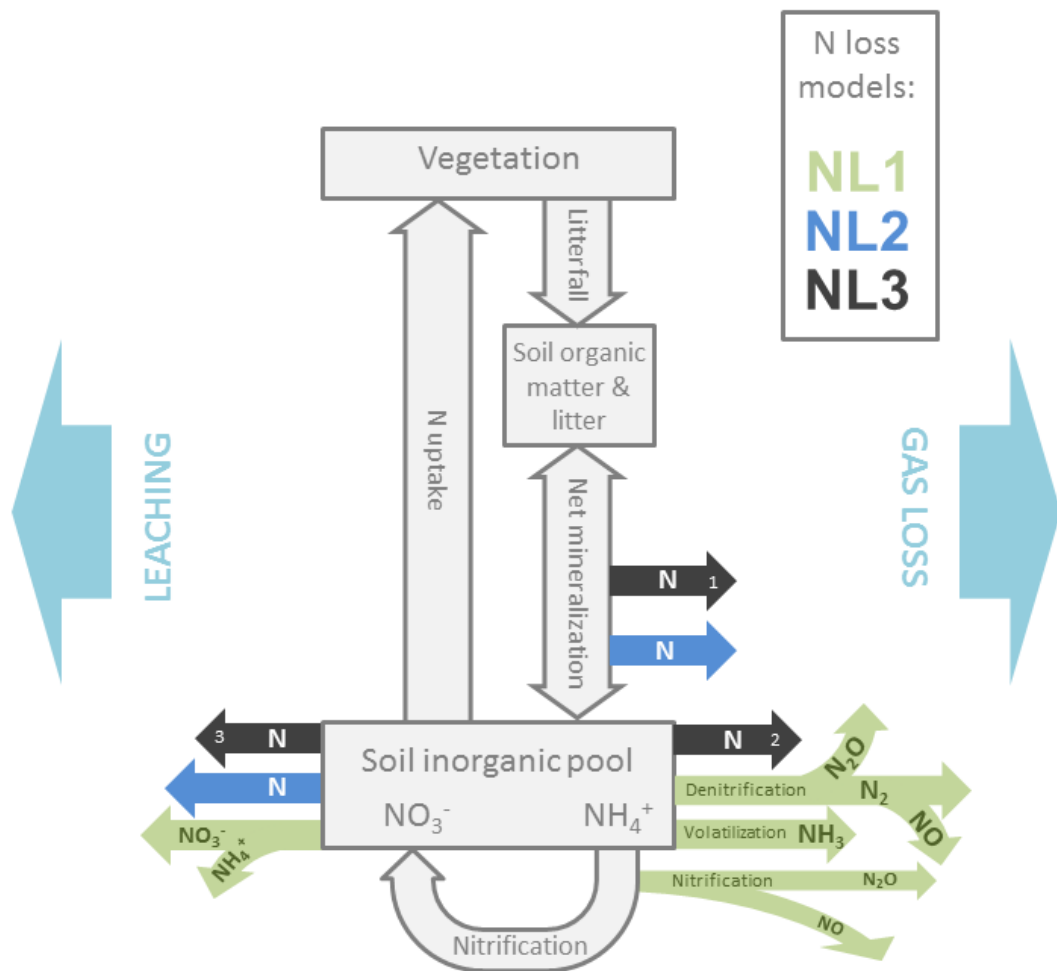 N loss
models:
NL1
NL2
NL3
Vegetation
Litterfall
Soil organic
matter &
litter
N uptake
Net mineralization
LEACHING
GAS LOSS
N 1
N
3 N
N
NO₃⁻
NH₄⁺
Soil inorganic pool
NO₃⁻ NH₄⁺
N 2
Denitrification
N₂O
N₂
NO
Volatilization NH₃
Nitrification N₂O
NO
Nitrification